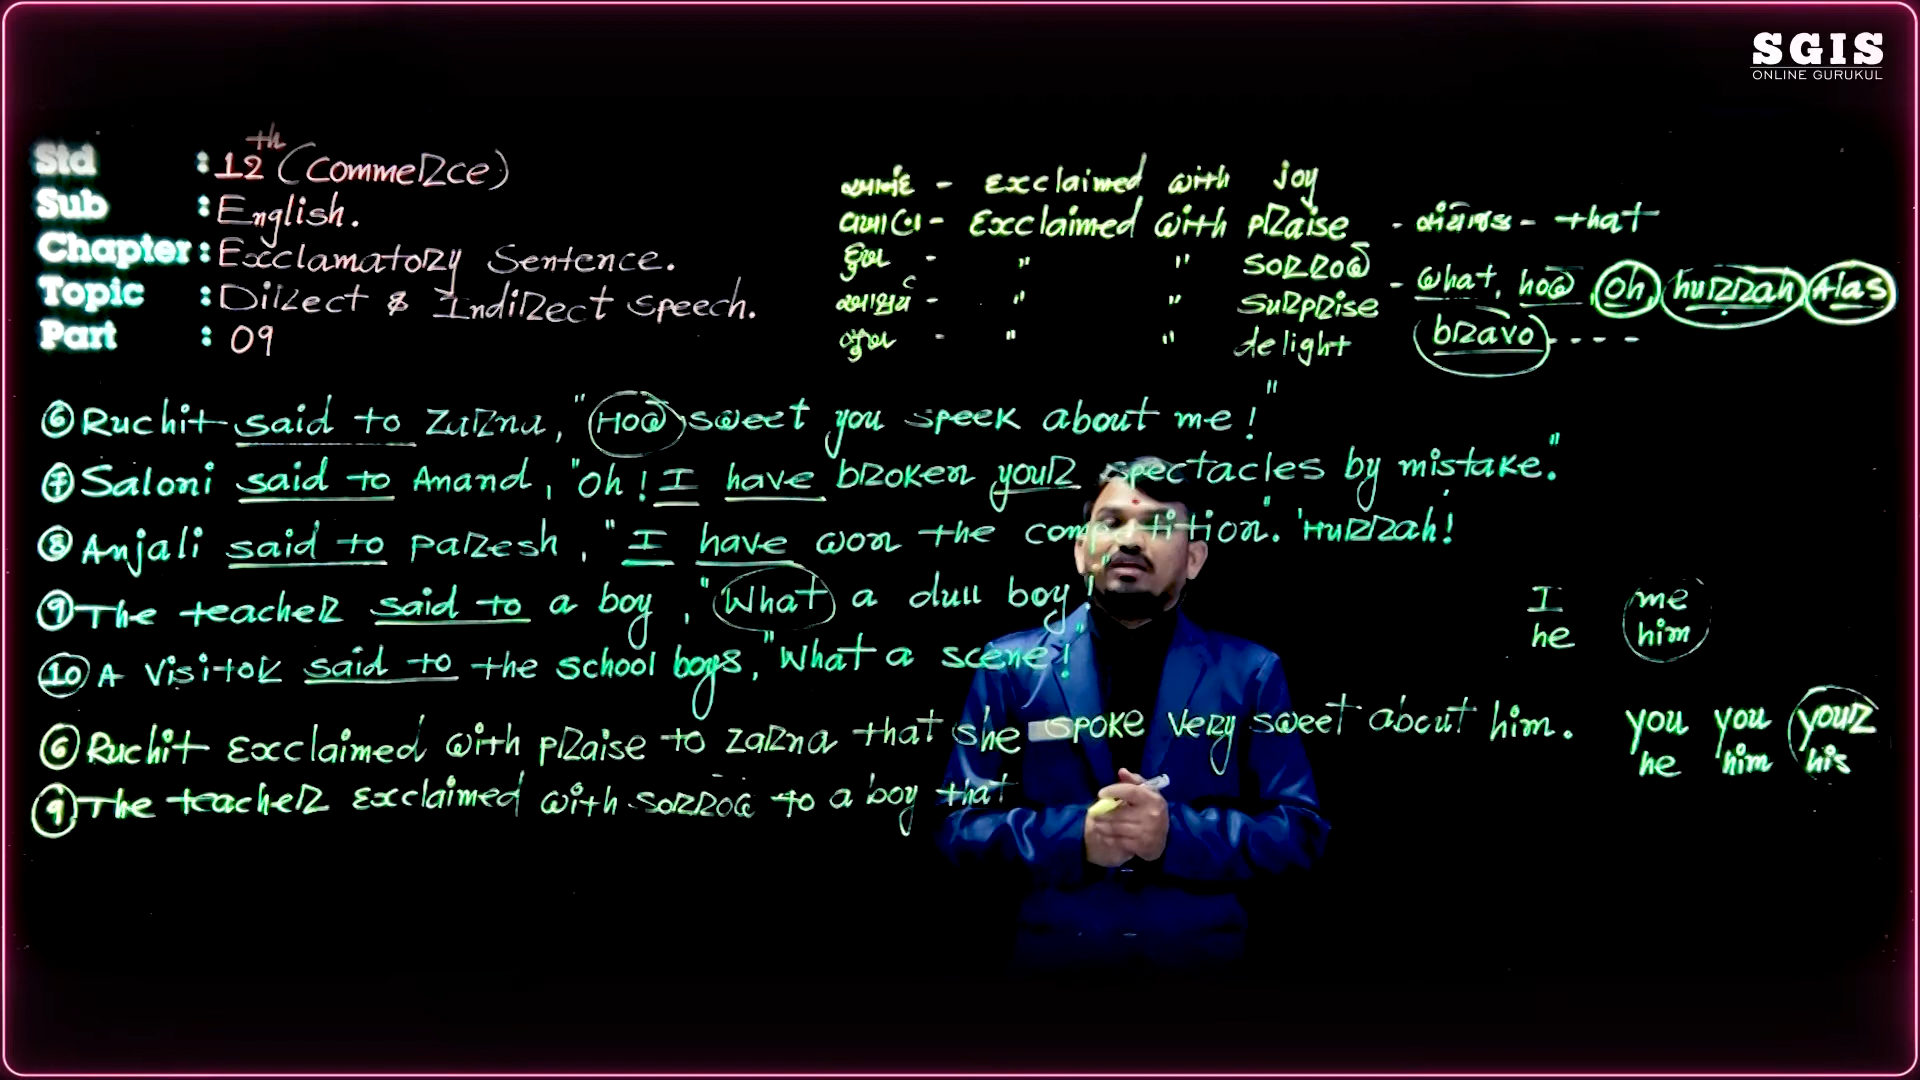 SGIS
ONLINE GURUKUL
Std : 12th (Commerce)
Sub : English.
Chapter : Exclamatory Sentence.
Topic : Direct & Indirect speech.
Part : 09
આનંદ - Exclaimed with joy
વખાણ - Exclaimed with praise - સંયોજક - that
દુઃખ - " " sorrow - what, how, Oh, hurrah, Alas
આશ્ચર્ય - " " surprise
ખુશ - " " delight bravo - - - -
⑥ Ruchit said to Zarna, "How sweet you speek about me!"
⑦ Saloni said to Anand, "Oh! I have broken your spectacles by mistake."
⑧ Anjali said to Paresh, "I have won the competition". 'Hurrah!
⑨ The teacher said to a boy, "What a dull boy!"
⑩ A visitor said to the school boys, "What a scene!"
⑥ Ruchit Exclaimed with praise to Zarna that she spoke very sweet about him.
⑨ The teacher Exclaimed with sorrow to a boy that
I me
he him
you you your
he him his